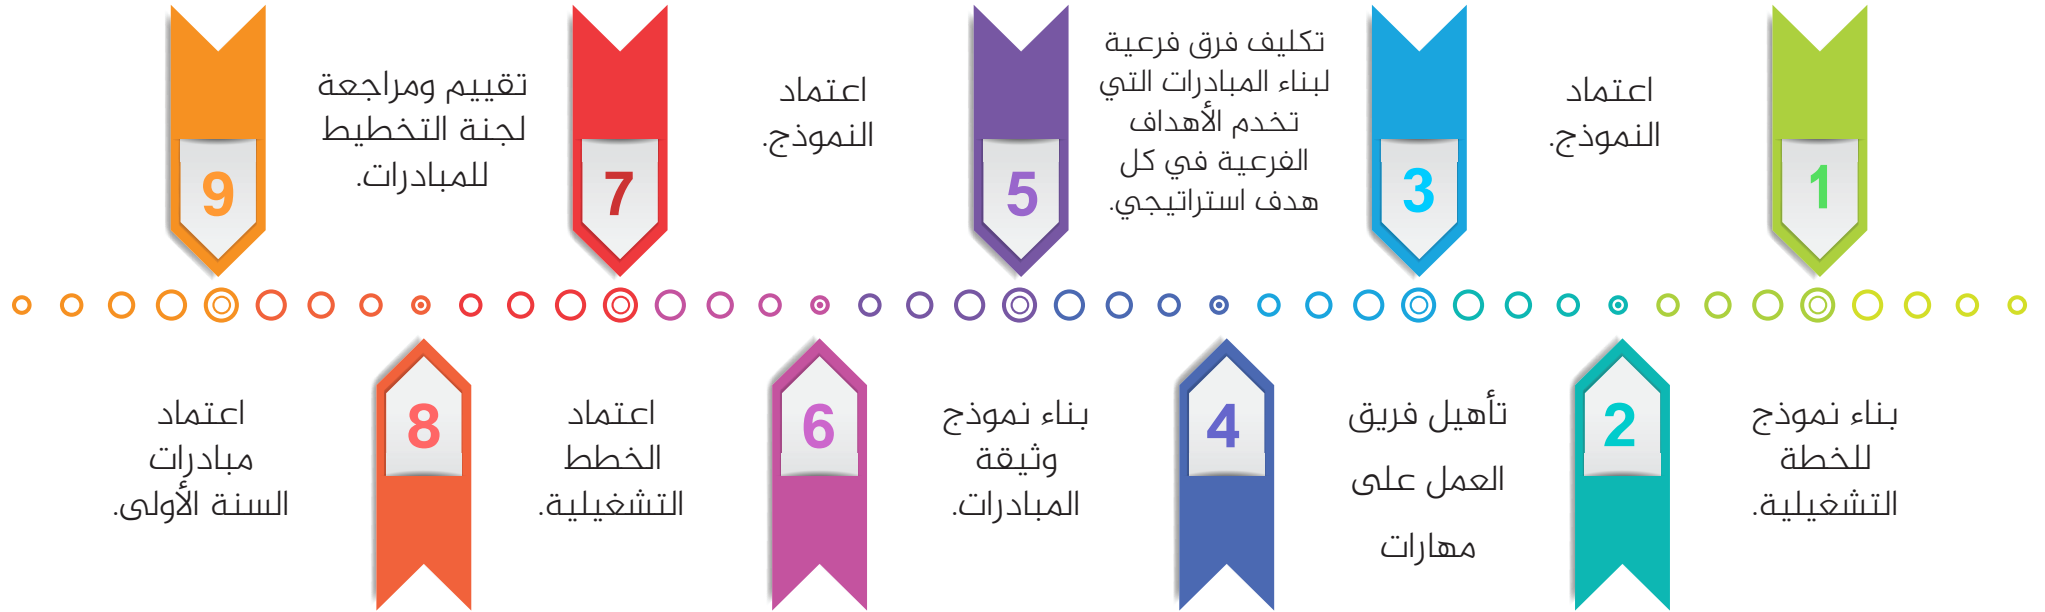 1
بناء نموذج
للخطة
التشغيلية.
2
اعتماد
النموذج.
3
تأهيل فريق
العمل على
مهارات
4
تكليف فرق فرعية
لبناء المبادرات التي
تخدم الأهداف
الفرعية في كل
هدف استراتيجي.
5
بناء نموذج
وثيقة
المبادرات.
6
اعتماد
النموذج.
7
اعتماد
الخطط
التشغيلية.
8
تقييم ومراجعة
لجنة التخطيط
للمبادرات.
9
اعتماد
مبادرات
السنة الأولى.